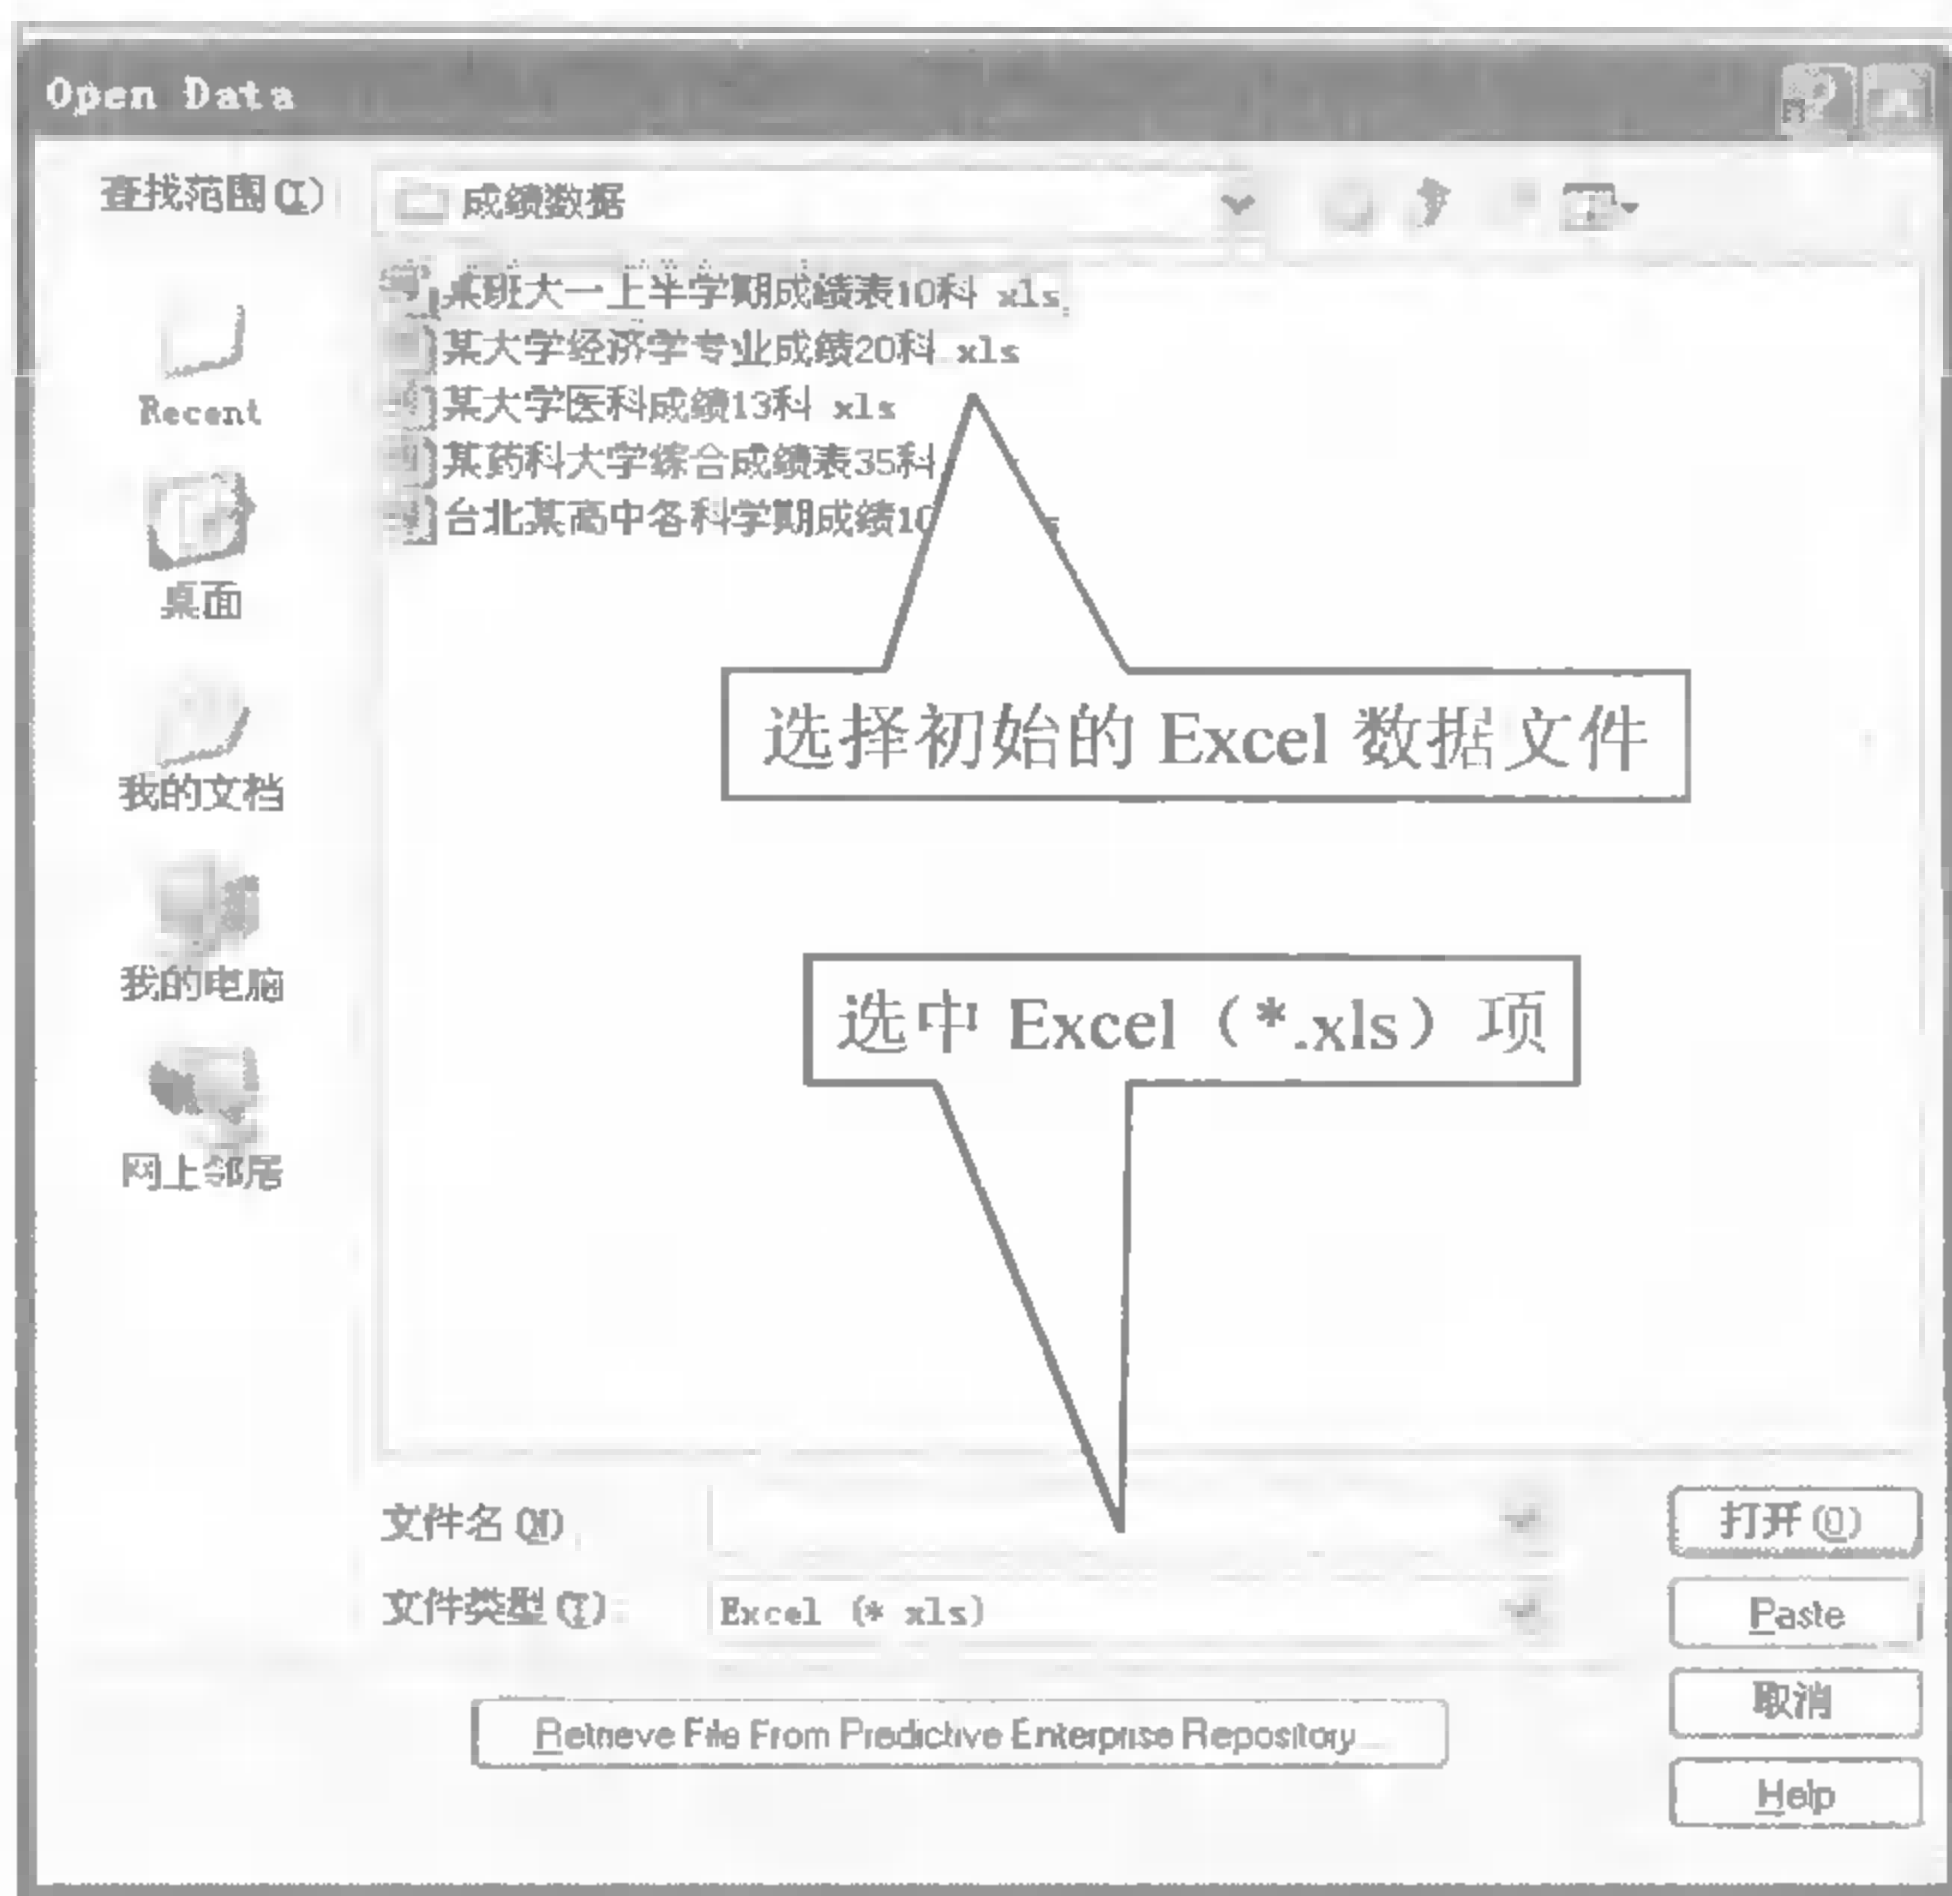 Open Data
查找范围(I)
成绩数据
某班大一上半学期成绩表10科 xls
某大学经济学专业成绩20科 xls
某大学医科成绩13科 xls
某药科大学综合成绩表35科
台北某高中各科学期成绩10
Recent
桌面
我的文档
我的电脑
网上邻居
选择初始的 Excel 数据文件
选中 Excel（*.xls）项
文件名(N)
文件类型(T):
Excel (* xls)
打开(O)
Paste
取消
Help
Retrieve File From Predictive Enterprise Repository